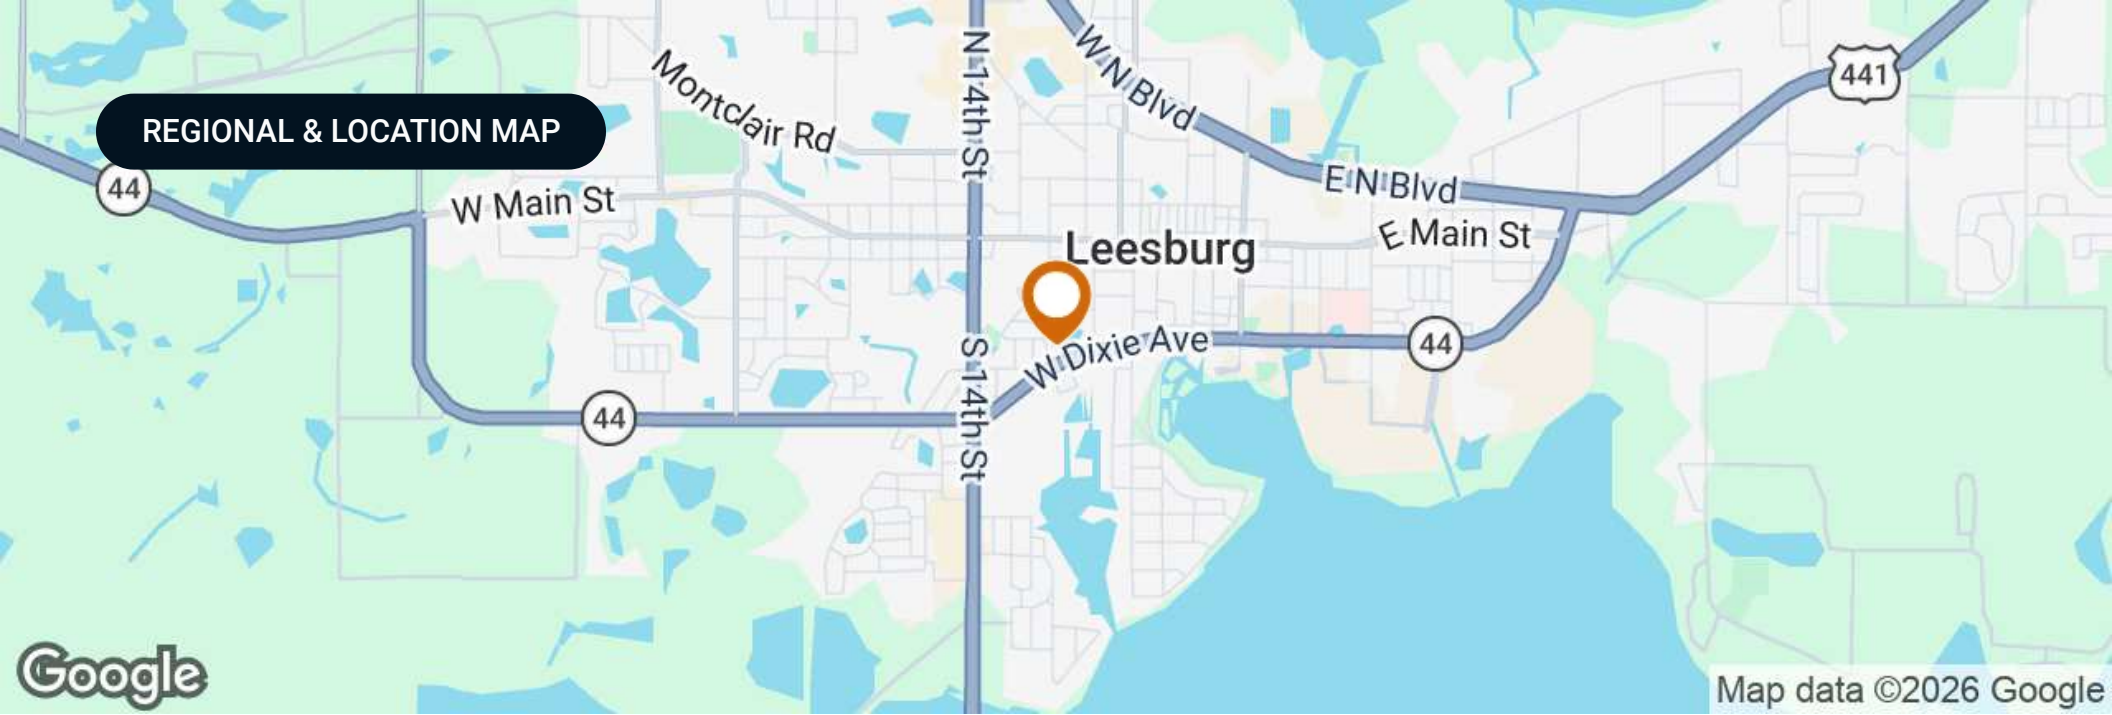 REGIONAL & LOCATION MAP
Montclair Rd
N 14th St
W N Blvd
441
44
W Main St
E N Blvd
E Main St
Leesburg
S 14th St
W Dixie Ave
44
44
Google
Map data ©2026 Google